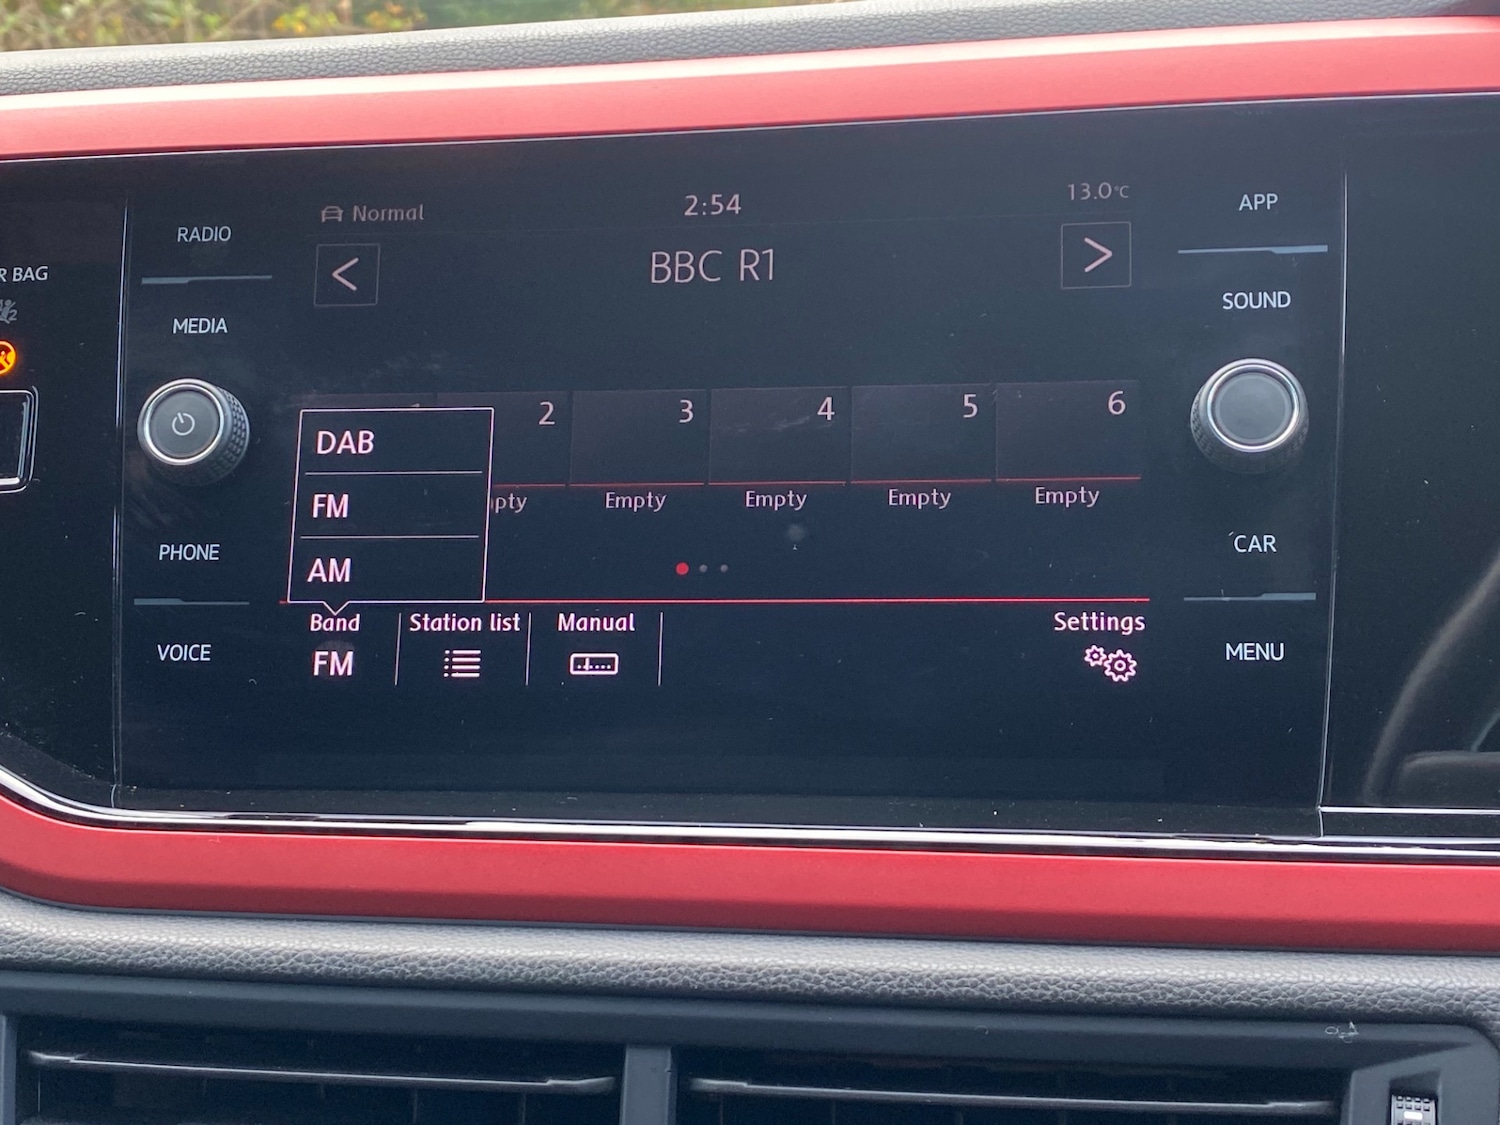 RADIO
MEDIA
PHONE
VOICE
BAG
Normal
2:54
13.0°C
BBC R1
2
3
4
5
6
Empty
Empty
Empty
Empty
DAB
FM
AM
Band
FM
Station list
Manual
Settings
APP
SOUND
CAR
MENU